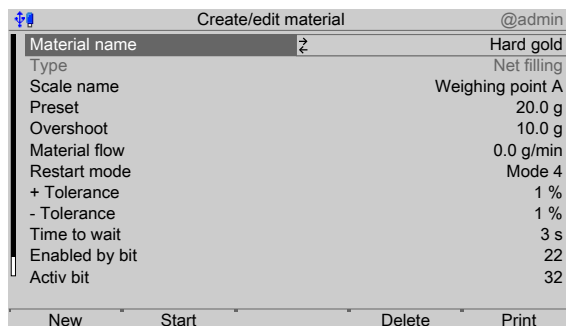 Create/edit material @admin
Material name Hard gold
Type Net filling
Scale name Weighing point A
Preset 20.0 g
Overshoot 10.0 g
Material flow 0.0 g/min
Restart mode Mode 4
+ Tolerance 1 %
- Tolerance 1 %
Time to wait 3 s
Enabled by bit 22
Activ bit 32
New Start Delete Print